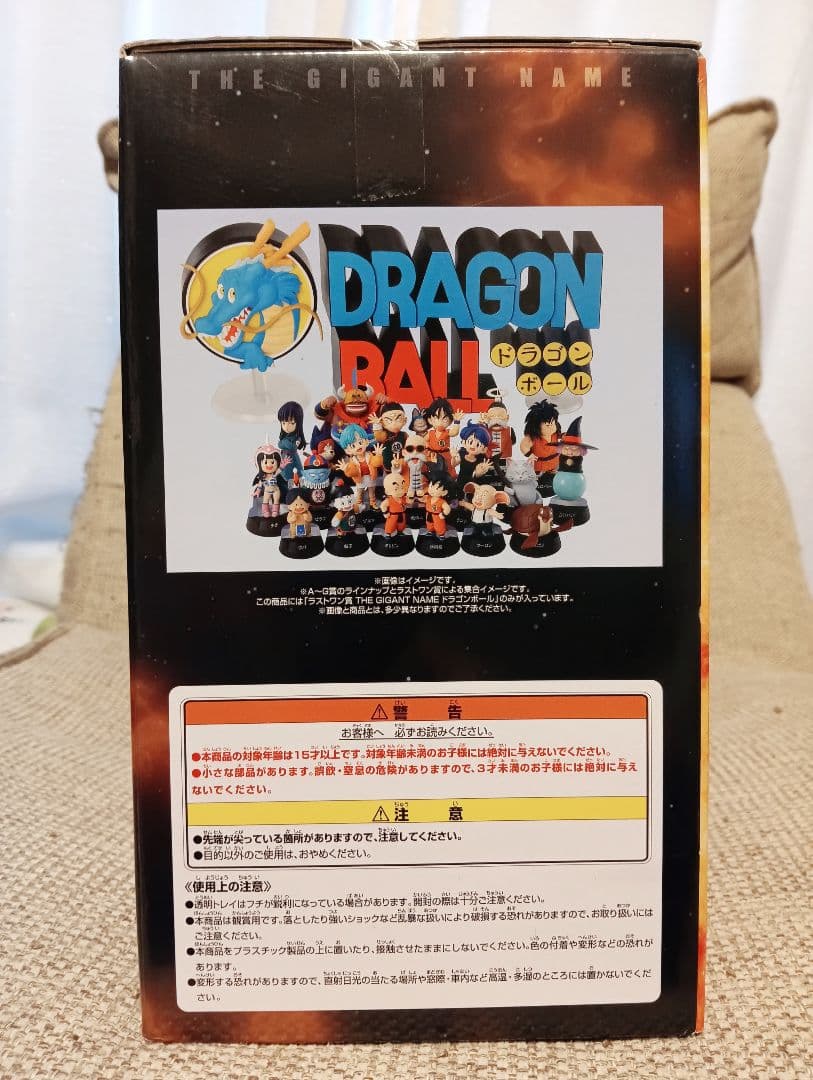 THE GIGANT NAME
DRAGON
BALL
ドラゴン
ボール
※画像はイメージです。
※A〜G賞のラインナップとラストワン賞による集合イメージです。
この商品には「ラストワン賞 THE GIGANT NAME ドラゴンボール」のみが入っています。
※画像と商品とは、多少異なりますのでご了承ください。
⚠警告
お客様へ 必ずお読みください。
●本商品の対象年齢は15才以上です。対象年齢未満のお子様には絶対に与えないでください。
●小さな部品があります。誤飲・窒息の危険がありますので、3才未満のお子様には絶対に与え
ないでください。
⚠注意
●先端が尖っている箇所がありますので、注意してください。
●目的以外のご使用は、おやめください。
《使用上の注意》
●透明トレイはフチが鋭利になっている場合があります。開封の際は十分ご注意ください。
●本商品は観賞用です。落としたり強いショックなど乱暴な扱いにより破損する恐れがありますので、お取り扱いには
ご注意ください。
●本商品をプラスチック製品の上に置いたり、接触させたままにしないでください。色の付着や変形などの恐れが
あります。
●変形する恐れがありますので、直射日光の当たる場所や窓際・車内など高温・多湿のところには置かないでくだ
さい。